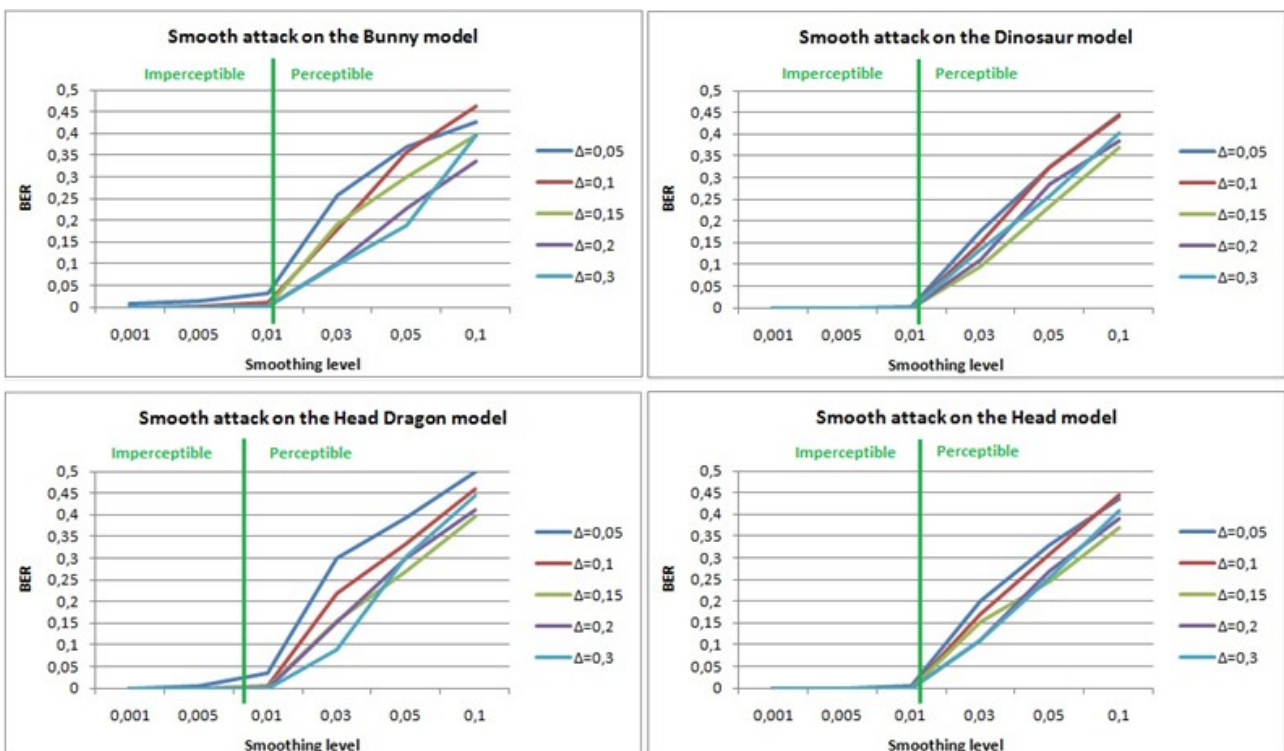 Smooth attack on the Bunny model
Imperceptible Perceptible
0,5
0,45
0,4
0,35
0,3
0,25
0,2
0,15
0,1
0,05
0
BER
0,001 0,005 0,01 0,03 0,05 0,1
Smoothing level
Δ=0,05
Δ=0,1
Δ=0,15
Δ=0,2
Δ=0,3
Smooth attack on the Dinosaur model
Imperceptible Perceptible
0,5
0,45
0,4
0,35
0,3
0,25
0,2
0,15
0,1
0,05
0
BER
0,001 0,005 0,01 0,03 0,05 0,1
Smoothing level
Δ=0,05
Δ=0,1
Δ=0,15
Δ=0,2
Δ=0,3
Smooth attack on the Head Dragon model
Imperceptible Perceptible
0,5
0,45
0,4
0,35
0,3
0,25
0,2
0,15
0,1
0,05
0
BER
0,001 0,005 0,01 0,03 0,05 0,1
Smoothing level
Δ=0,05
Δ=0,1
Δ=0,15
Δ=0,2
Δ=0,3
Smooth attack on the Head model
Imperceptible Perceptible
0,5
0,45
0,4
0,35
0,3
0,25
0,2
0,15
0,1
0,05
0
BER
0,001 0,005 0,01 0,03 0,05 0,1
Smoothing level
Δ=0,05
Δ=0,1
Δ=0,15
Δ=0,2
Δ=0,3